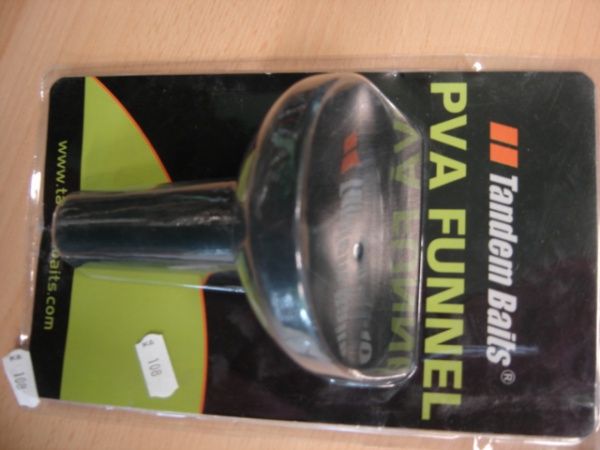 Tandem Baits®
PVA FUNNEL
www.ta baits.com
108
108